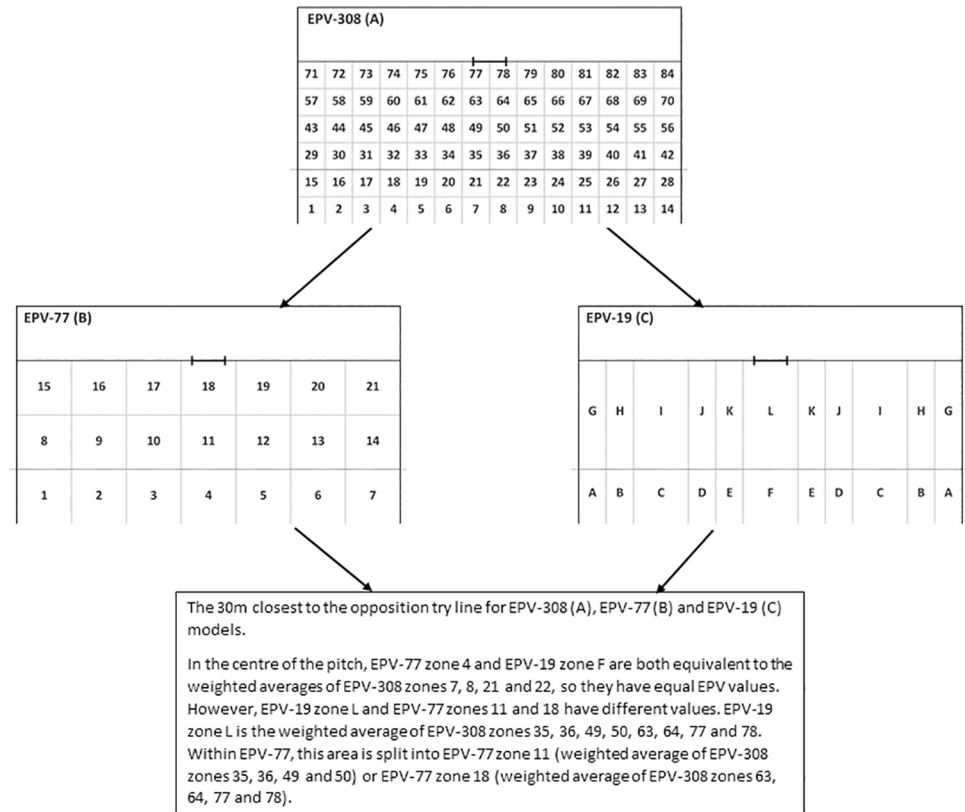 EPV-308 (A)
71 72 73 74 75 76 77 78 79 80 81 82 83 84
57 58 59 60 61 62 63 64 65 66 67 68 69 70
43 44 45 46 47 48 49 50 51 52 53 54 55 56
29 30 31 32 33 34 35 36 37 38 39 40 41 42
15 16 17 18 19 20 21 22 23 24 25 26 27 28
1 2 3 4 5 6 7 8 9 10 11 12 13 14
EPV-77 (B)
15 16 17 18 19 20 21
8 9 10 11 12 13 14
1 2 3 4 5 6 7
EPV-19 (C)
G H I J K L K J I H G
A B C D E F E D C B A
The 30m closest to the opposition try line for EPV-308 (A), EPV-77 (B) and EPV-19 (C)
models.
In the centre of the pitch, EPV-77 zone 4 and EPV-19 zone F are both equivalent to the
weighted averages of EPV-308 zones 7, 8, 21 and 22, so they have equal EPV values.
However, EPV-19 zone L and EPV-77 zones 11 and 18 have different values. EPV-19
zone L is the weighted average of EPV-308 zones 35, 36, 49, 50, 63, 64, 77 and 78.
Within EPV-77, this area is split into EPV-77 zone 11 (weighted average of EPV-308
zones 35, 36, 49 and 50) or EPV-77 zone 18 (weighted average of EPV-308 zones 63,
64, 77 and 78).